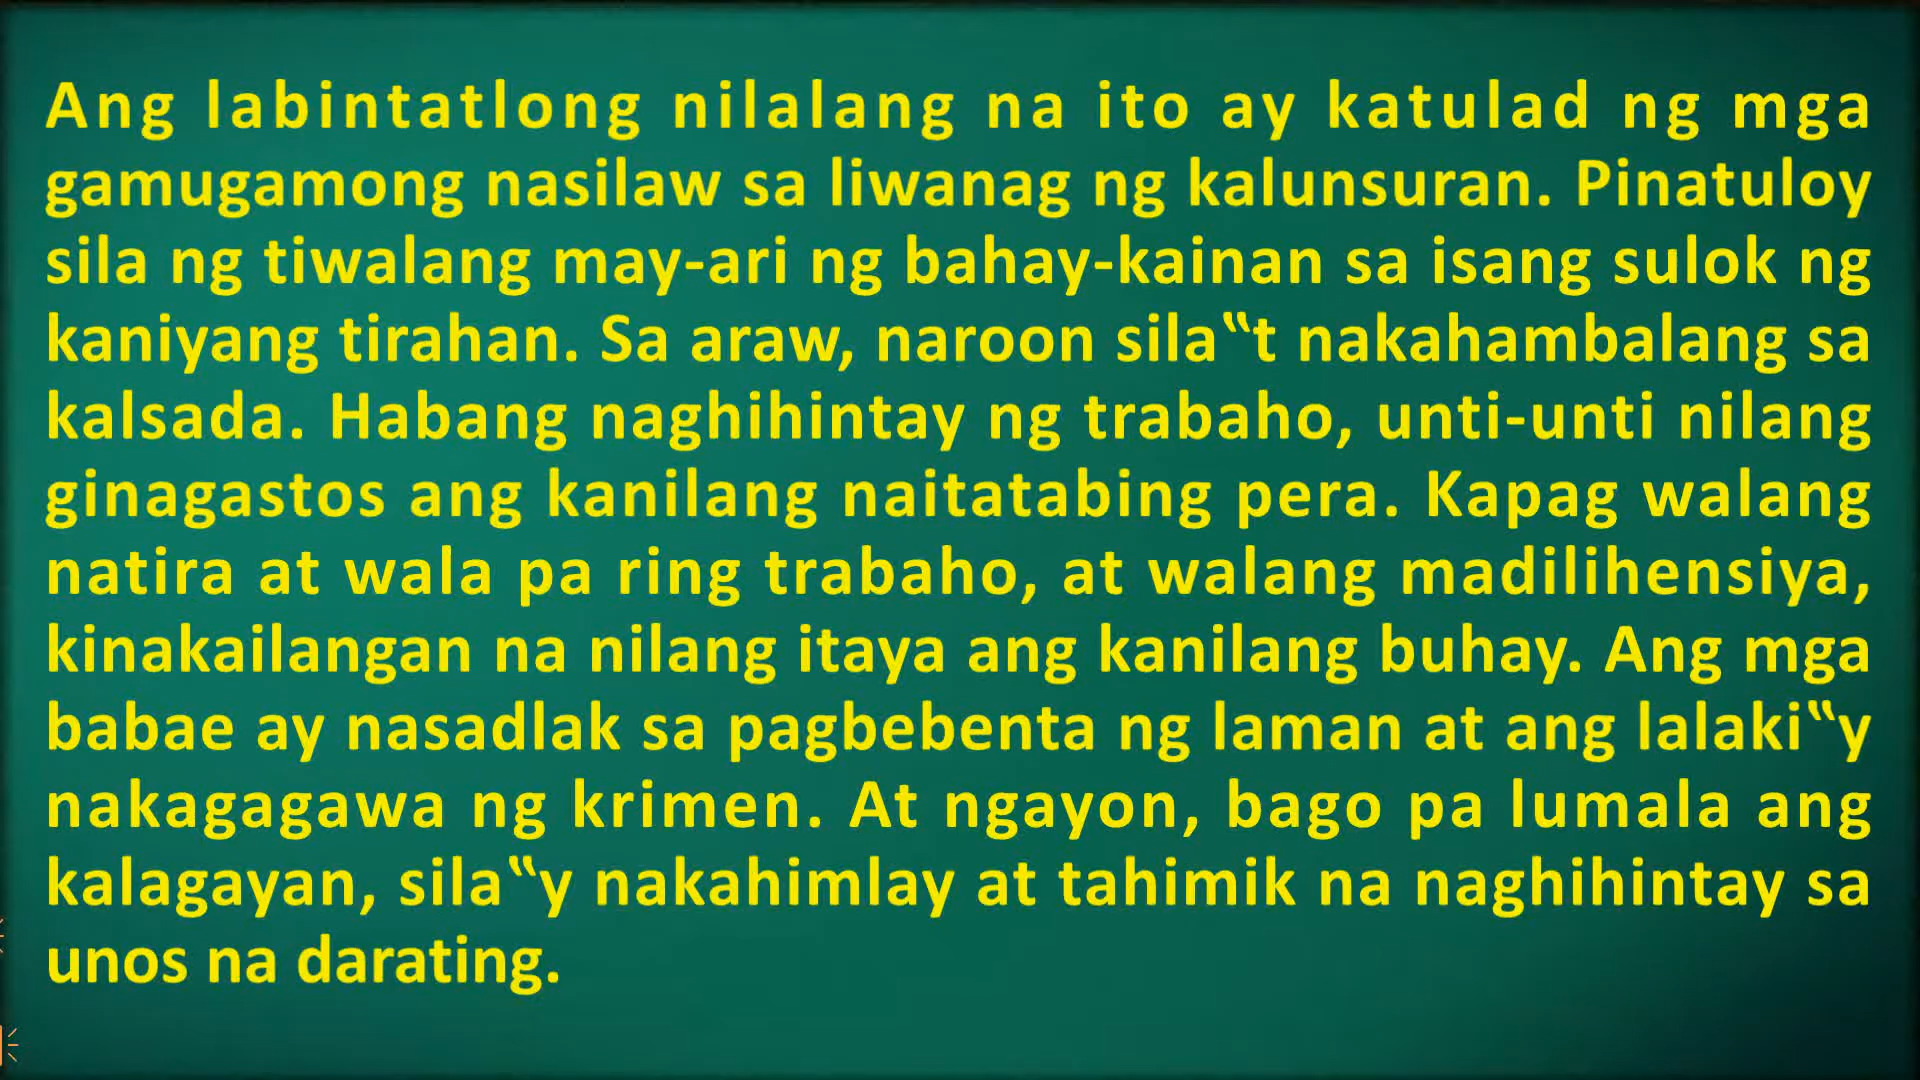 Ang labintatlong nilalang na ito ay katulad ng mga
gamugamong nasilaw sa liwanag ng kalunsuran. Pinatuloy
sila ng tiwalang may-ari ng bahay-kainan sa isang sulok ng
kaniyang tirahan. Sa araw, naroon sila‟t nakahambalang sa
kalsada. Habang naghihintay ng trabaho, unti-unti nilang
ginagastos ang kanilang naitatabing pera. Kapag walang
natira at wala pa ring trabaho, at walang madilihensiya,
kinakailangan na nilang itaya ang kanilang buhay. Ang mga
babae ay nasadlak sa pagbebenta ng laman at ang lalaki‟y
nakagagawa ng krimen. At ngayon, bago pa lumala ang
kalagayan, sila‟y nakahimlay at tahimik na naghihintay sa
unos na darating.